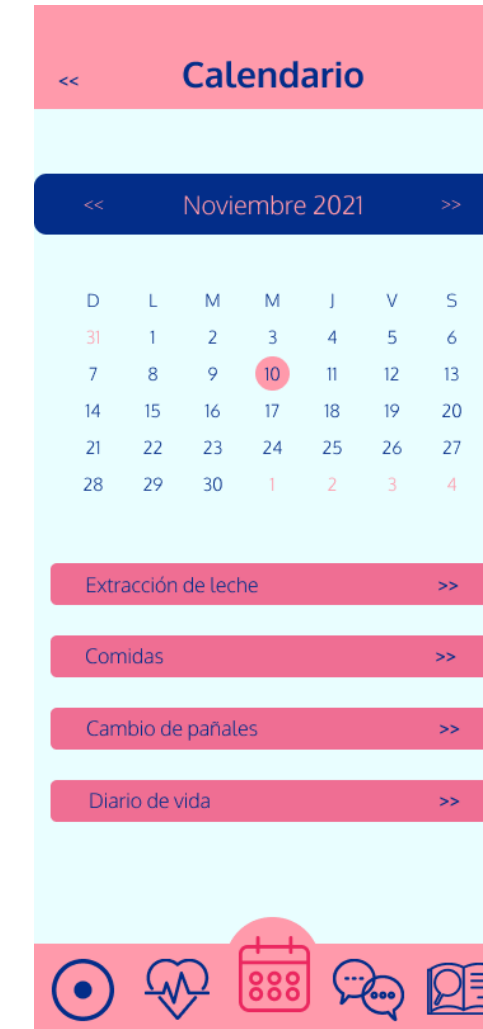 << Calendario
<< Noviembre 2021 >>
D L M M J V S
31 1 2 3 4 5 6
7 8 9 10 11 12 13
14 15 16 17 18 19 20
21 22 23 24 25 26 27
28 29 30 1 2 3 4
Extracción de leche >>
Comidas >>
Cambio de pañales >>
Diario de vida >>